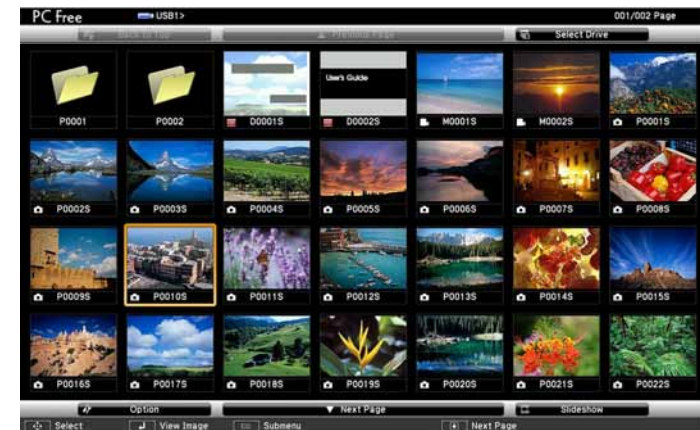 PC Free USB1> 001/002 Page
Back to Top Previous Page Select Drive
User's Guide
P0001 P0002 D0001S D0002S M0001S M0002S P0001S
P0002S P0003S P0004S P0005S P0006S P0007S P0008S
P0009S P0010S P0011S P0012S P0013S P0014S P0015S
P0016S P0017S P0018S P0019S P0020S P0021S P0022S
Option Next Page Slideshow
Select View Image Submenu Next Page